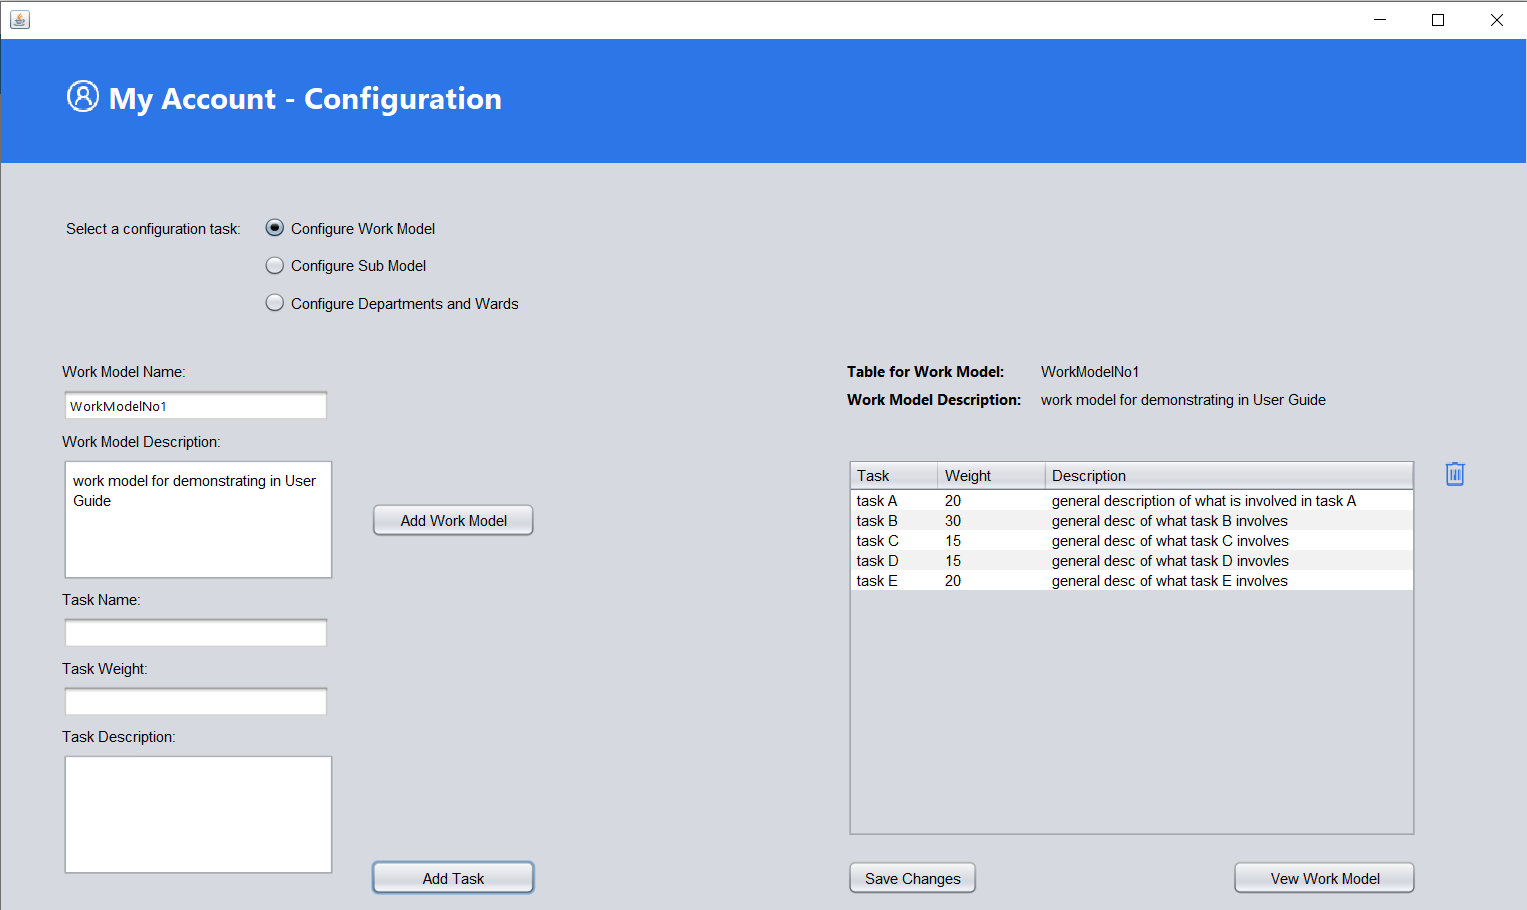 My Account - Configuration
Select a configuration task:
Configure Work Model
Configure Sub Model
Configure Departments and Wards
Work Model Name:
WorkModelNo1
Work Model Description:
work model for demonstrating in User
Guide
Add Work Model
Task Name:
Task Weight:
Task Description:
Add Task
Table for Work Model: WorkModelNo1
Work Model Description: work model for demonstrating in User Guide
Task Weight Description
task A 20 general description of what is involved in task A
task B 30 general desc of what task B involves
task C 15 general desc of what task C involves
task D 15 general desc of what task D invovles
task E 20 general desc of what task E involves
Save Changes
Vew Work Model